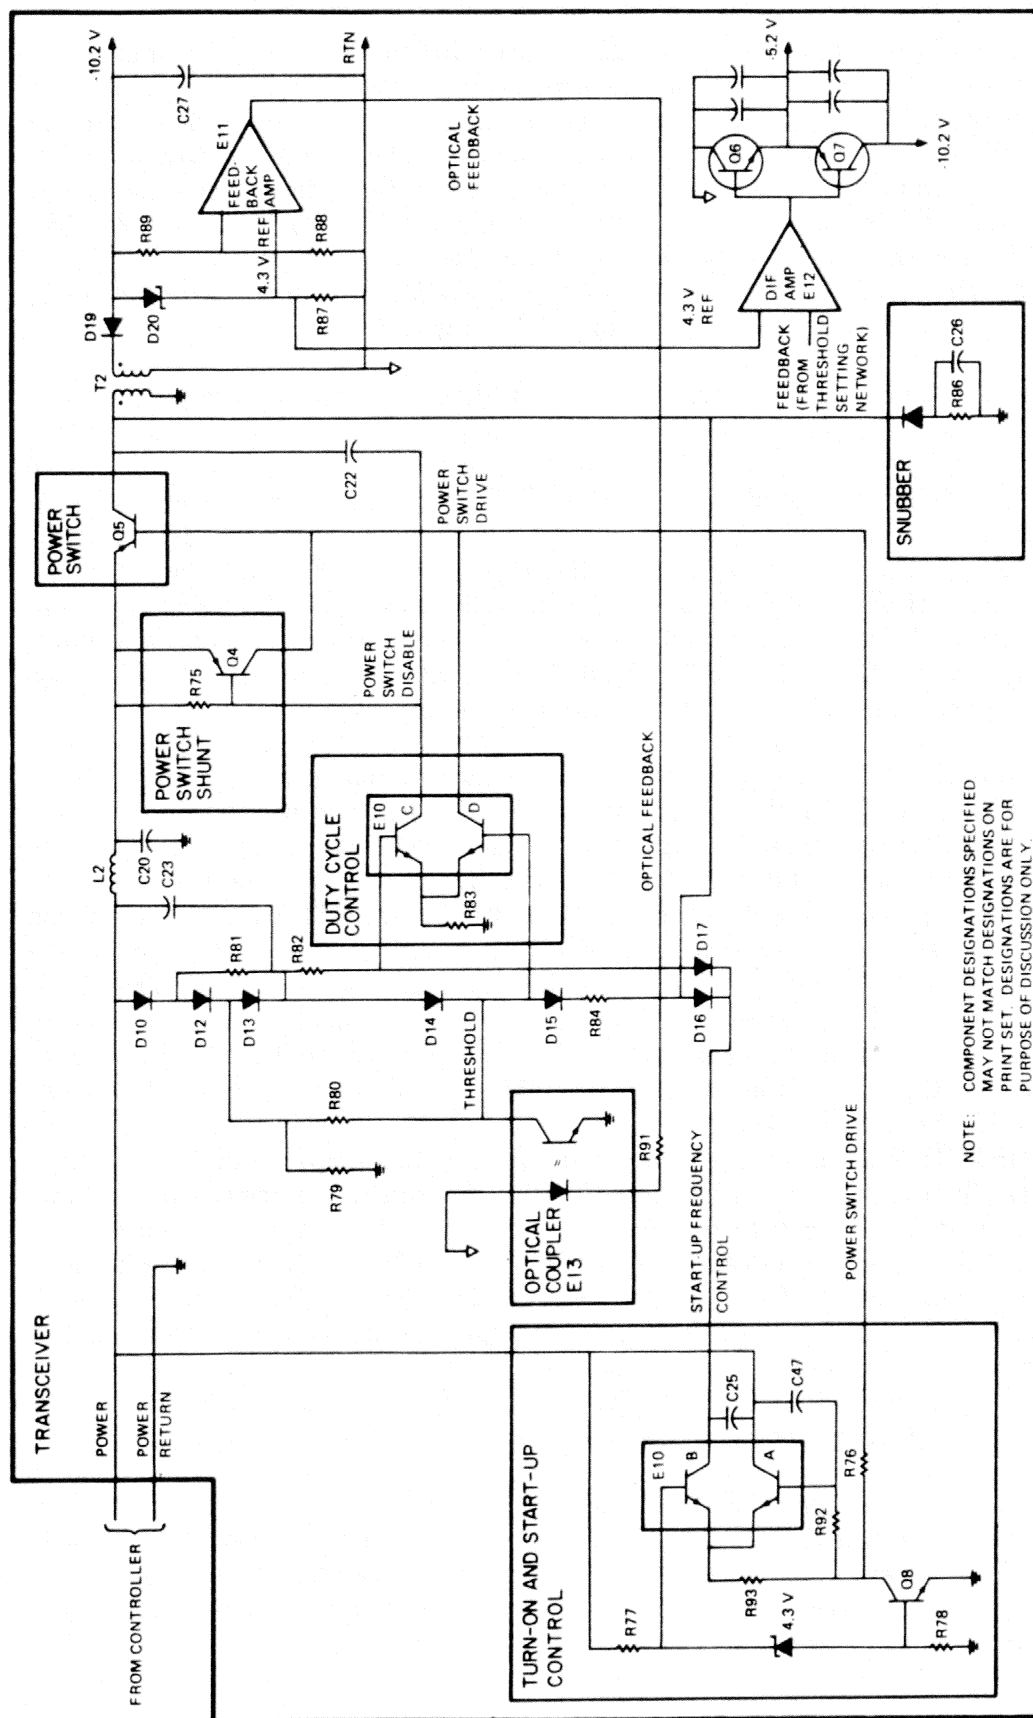 TRANSCEIVER
FROM CONTROLLER
POWER
POWER
RETURN
L2
C20
C23
D10
D12
D13
R81
R82
D14
D15
R84
D16
D17
THRESHOLD
R80
R79
POWER
SWITCH
SHUNT
R75
Q4
POWER
SWITCH
Q5
POWER
SWITCH
DISABLE
C22
POWER
SWITCH
DRIVE
DUTY CYCLE
CONTROL
E10
C
D
R83
T2
D19
D20
R89
4.3 V REF
R87
R88
FEED-
BACK
AMP
E11
C27
-10.2 V
RTN
OPTICAL
FEEDBACK
OPTICAL FEEDBACK
OPTICAL
COUPLER
E13
R91
START-UP FREQUENCY
CONTROL
POWER SWITCH DRIVE
TURN-ON AND START-UP
CONTROL
E10
B
A
C25
C47
R76
R92
R93
R77
4.3 V
Q8
R78
4.3 V
REF
FEEDBACK
(FROM
THRESHOLD
SETTING
NETWORK)
DIF
AMP
E12
Q6
Q7
-5.2 V
-10.2 V
SNUBBER
R86
C26
NOTE: COMPONENT DESIGNATIONS SPECIFIED
MAY NOT MATCH DESIGNATIONS ON
PRINT SET. DESIGNATIONS ARE FOR
PURPOSE OF DISCUSSION ONLY.